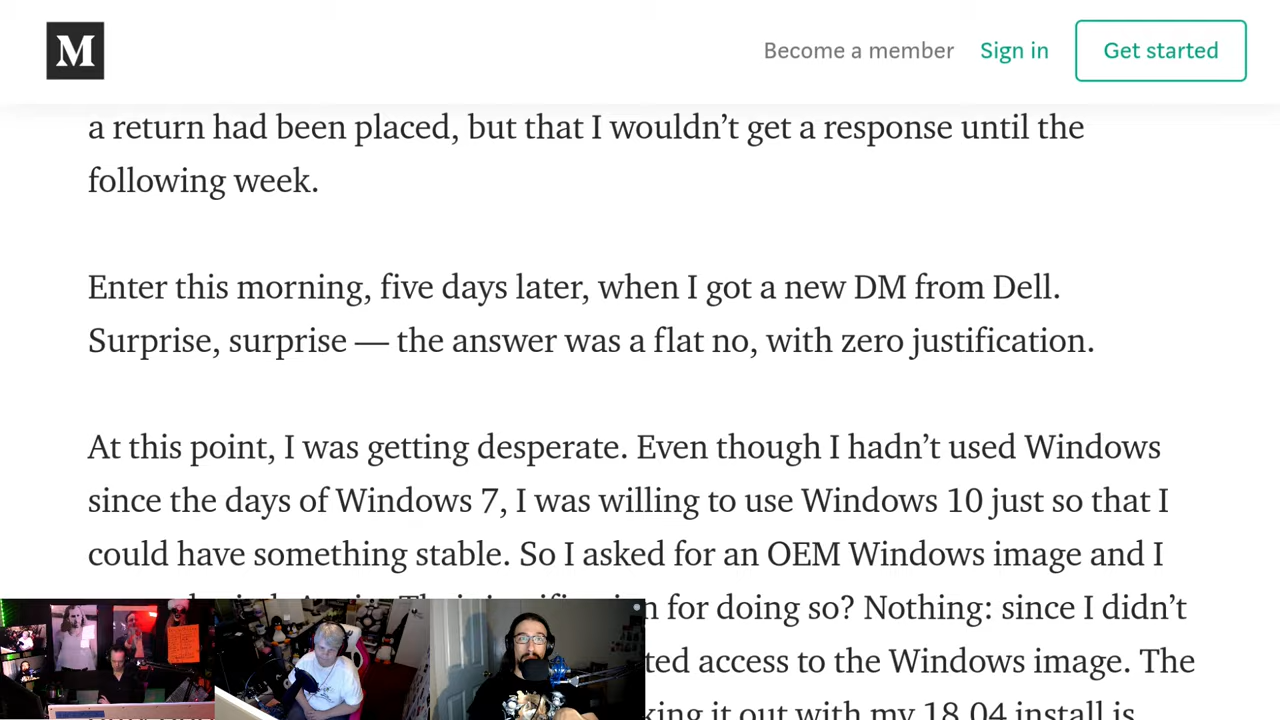 M
Become a member Sign in Get started
a return had been placed, but that I wouldn’t get a response until the
following week.
Enter this morning, five days later, when I got a new DM from Dell.
Surprise, surprise — the answer was a flat no, with zero justification.
At this point, I was getting desperate. Even though I hadn’t used Windows
since the days of Windows 7, I was willing to use Windows 10 just so that I
could have something stable. So I asked for an OEM Windows image and I
for doing so? Nothing: since I didn’t
access to the Windows image. The
it out with my 18.04 install is